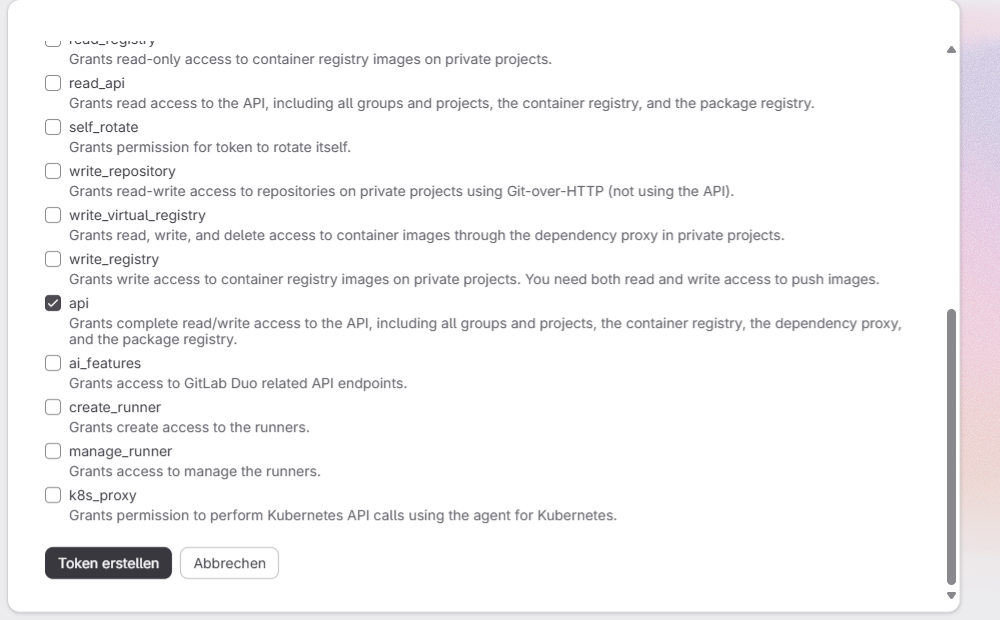 read_registry
Grants read-only access to container registry images on private projects.
read_api
Grants read access to the API, including all groups and projects, the container registry, and the package registry.
self_rotate
Grants permission for token to rotate itself.
write_repository
Grants read-write access to repositories on private projects using Git-over-HTTP (not using the API).
write_virtual_registry
Grants read, write, and delete access to container images through the dependency proxy in private projects.
write_registry
Grants write access to container registry images on private projects. You need both read and write access to push images.
api
Grants complete read/write access to the API, including all groups and projects, the container registry, the dependency proxy,
and the package registry.
ai_features
Grants access to GitLab Duo related API endpoints.
create_runner
Grants create access to the runners.
manage_runner
Grants access to manage the runners.
k8s_proxy
Grants permission to perform Kubernetes API calls using the agent for Kubernetes.
Token erstellen Abbrechen